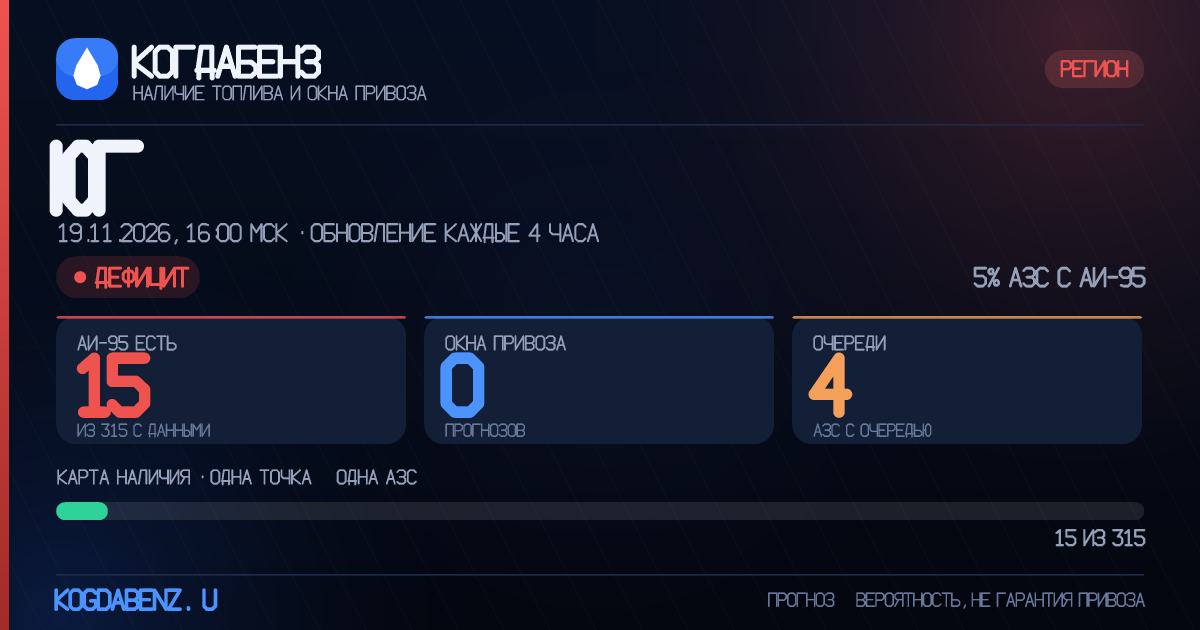 КОГДАБЕНЗ
НАЛИЧИЕ ТОПЛИВА И ОКНА ПРИВОЗА
РЕГИОН
ЮГ
19.11.2026, 16:00 МСК · ОБНОВЛЕНИЕ КАЖДЫЕ 4 ЧАСА
ДЕФИЦИТ
5% АЗС С АИ-95
АИ-95 ЕСТЬ
15
ИЗ 315 С ДАННЫМИ
ОКНА ПРИВОЗА
0
ПРОГНОЗОВ
ОЧЕРЕДИ
4
АЗС С ОЧЕРЕДЬЮ
КАРТА НАЛИЧИЯ · ОДНА ТОЧКА ОДНА АЗС
15 ИЗ 315
KOGDABENZ. U
ПРОГНОЗ ВЕРОЯТНОСТЬ, НЕ ГАРАНТИЯ ПРИВОЗА